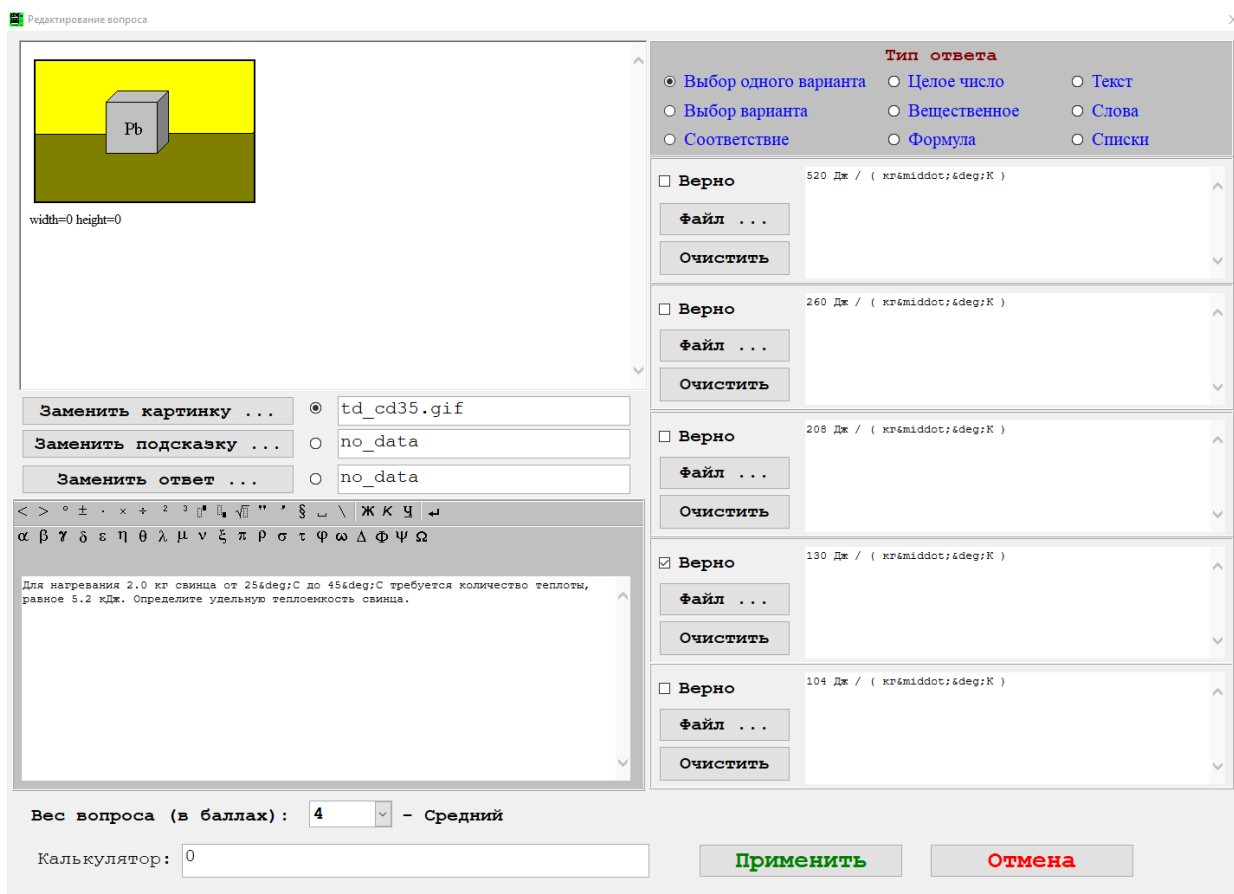 Редактирование вопроса
Pb
width=0 height=0
Заменить картинку ...
td_cd35.gif
Заменить подсказку ...
no_data
Заменить ответ ...
no_data
< > ° ± · × ÷ ² ³ " ' § \ Ж К Ч
α β γ δ ε η θ λ μ ν ξ π ρ σ τ φ ω Δ Φ Ψ Ω
Для нагревания 2.0 кг свинца от 25&deg;С до 45&deg;С требуется количество теплоты,
равное 5.2 кДж. Определите удельную теплоемкость свинца.
Вес вопроса (в баллах): 4 - Средний
Калькулятор: 0
Тип ответа
Выбор одного варианта Целое число Текст
Выбор варианта Вещественное Слова
Соответствие Формула Списки
Верно
Файл ...
Очистить
520 Дж / ( кг&middot;&deg;К )
Верно
Файл ...
Очистить
260 Дж / ( кг&middot;&deg;К )
Верно
Файл ...
Очистить
208 Дж / ( кг&middot;&deg;К )
Верно
Файл ...
Очистить
130 Дж / ( кг&middot;&deg;К )
Верно
Файл ...
Очистить
104 Дж / ( кг&middot;&deg;К )
Применить
Отмена